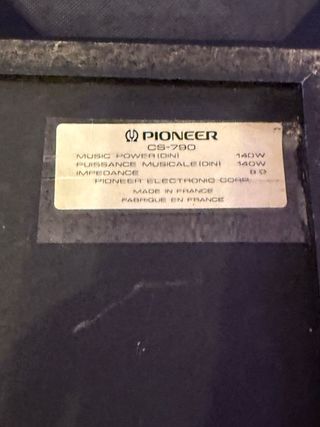 PIONEER
CS-790
MUSIC POWER(DIN) 140W
PUISSANCE MUSICALE(DIN) 140W
IMPEDANCE 8 Ω
PIONEER ELECTRONIC CORP.
MADE IN FRANCE
FABRIQUE EN FRANCE